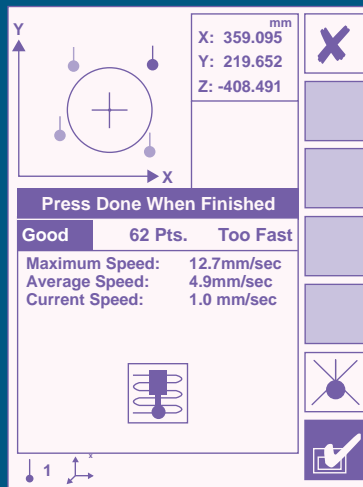 Y
mm
X: 359.095
Y: 219.652
Z: -408.491
X
Press Done When Finished
Good 62 Pts. Too Fast
Maximum Speed: 12.7mm/sec
Average Speed: 4.9mm/sec
Current Speed: 1.0 mm/sec
1
x